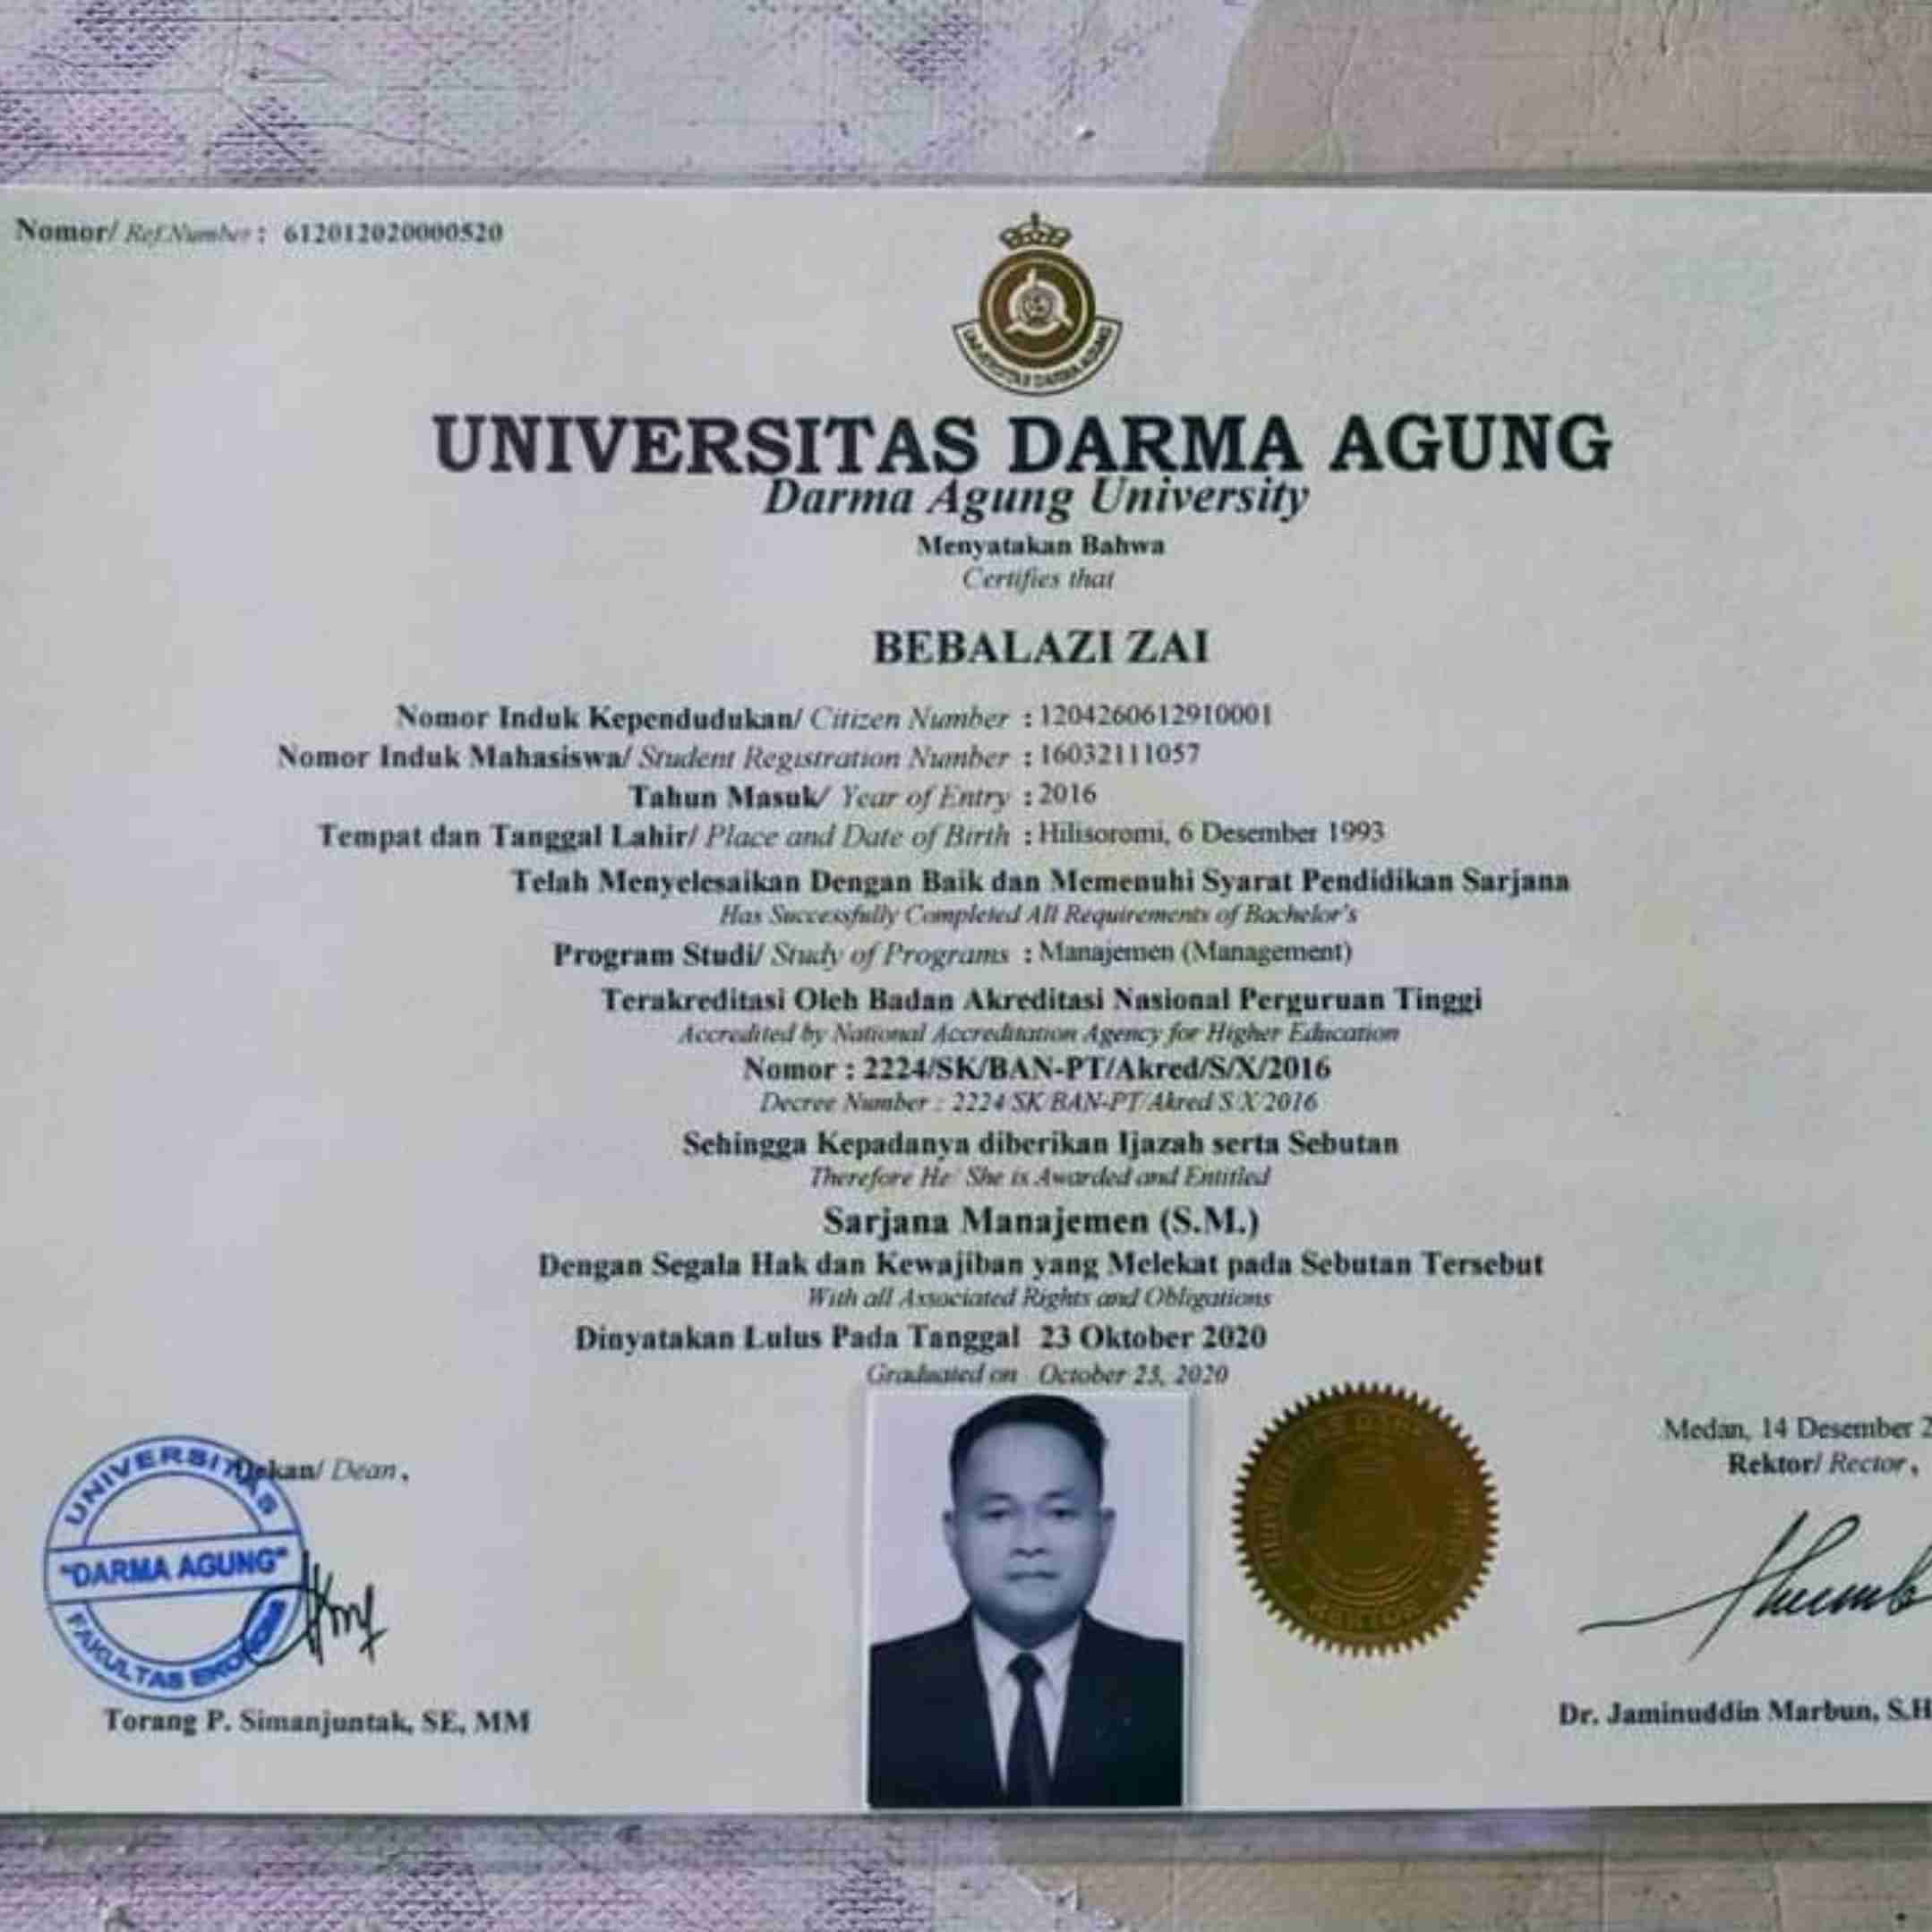 Nomor/ Ref.Number : 612012020000520
UNIVERSITAS DARMA AGUNG
UNIVERSITAS DARMA AGUNG
Darma Agung University
Menyatakan Bahwa
Certifies that
BEBALAZI ZAI
Nomor Induk Kependudukan/ Citizen Number : 1204260612910001
Nomor Induk Mahasiswa/ Student Registration Number : 16032111057
Tahun Masuk/ Year of Entry : 2016
Tempat dan Tanggal Lahir/ Place and Date of Birth : Hilisoromi, 6 Desember 1993
Telah Menyelesaikan Dengan Baik dan Memenuhi Syarat Pendidikan Sarjana
Has Successfully Completed All Requirements of Bachelor's
Program Studi/ Study of Programs : Manajemen (Management)
Terakreditasi Oleh Badan Akreditasi Nasional Perguruan Tinggi
Accredited by National Accreditation Agency for Higher Education
Nomor : 2224/SK/BAN-PT/Akred/S/X/2016
Decree Number : 2224/SK/BAN-PT/Akred/S/X/2016
Sehingga Kepadanya diberikan Ijazah serta Sebutan
Therefore He/ She is Awarded and Entitled
Sarjana Manajemen (S.M.)
Dengan Segala Hak dan Kewajiban yang Melekat pada Sebutan Tersebut
With all Associated Rights and Obligations
Dinyatakan Lulus Pada Tanggal 23 Oktober 2020
Graduated on October 23, 2020
Medan, 14 Desember 2
Rektor/ Rector,
Dekan/ Dean,
UNIVERSITAS
"DARMA AGUNG"
FAKULTAS EKONOMI
REKTOR
Torang P. Simanjuntak, SE, MM
Dr. Jaminuddin Marbun, S.H